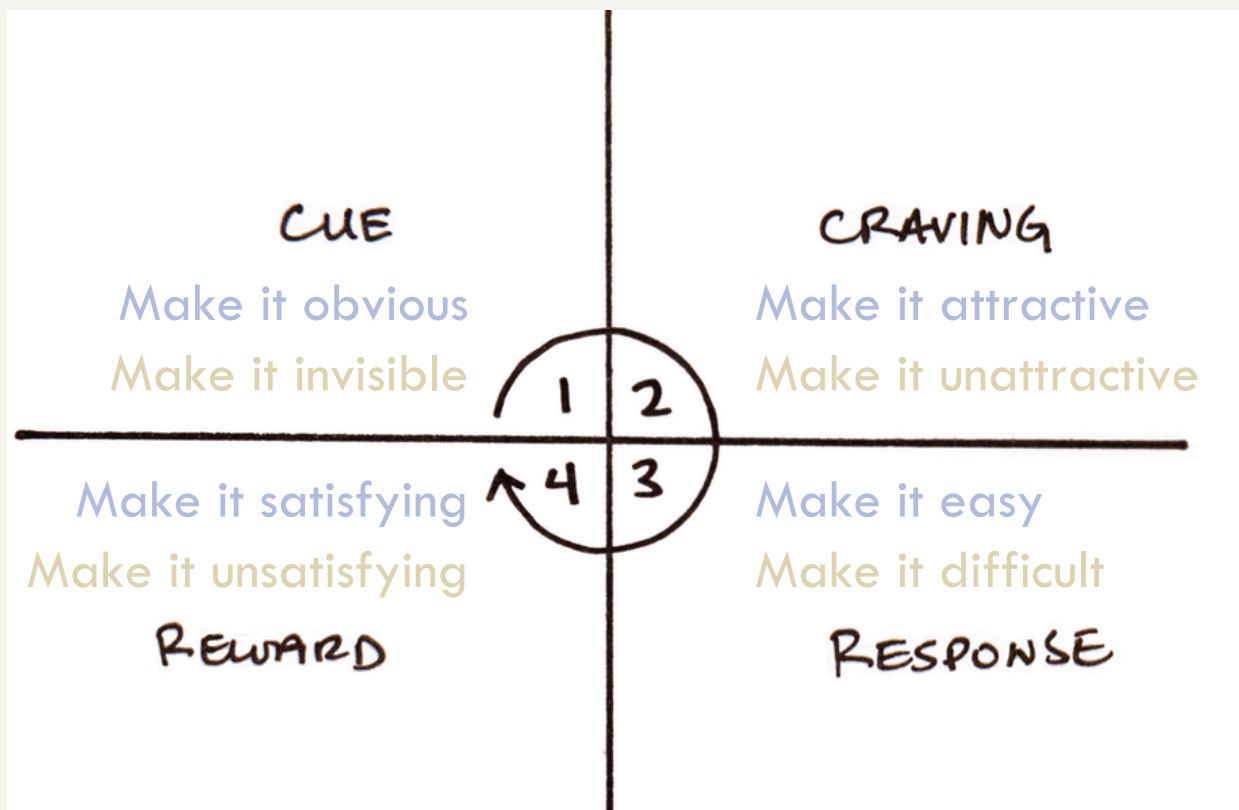 CUE
Make it obvious
Make it invisible
1
CRAVING
Make it attractive
Make it unattractive
2
3
Make it easy
Make it difficult
RESPONSE
4
Make it satisfying
Make it unsatisfying
REWARD